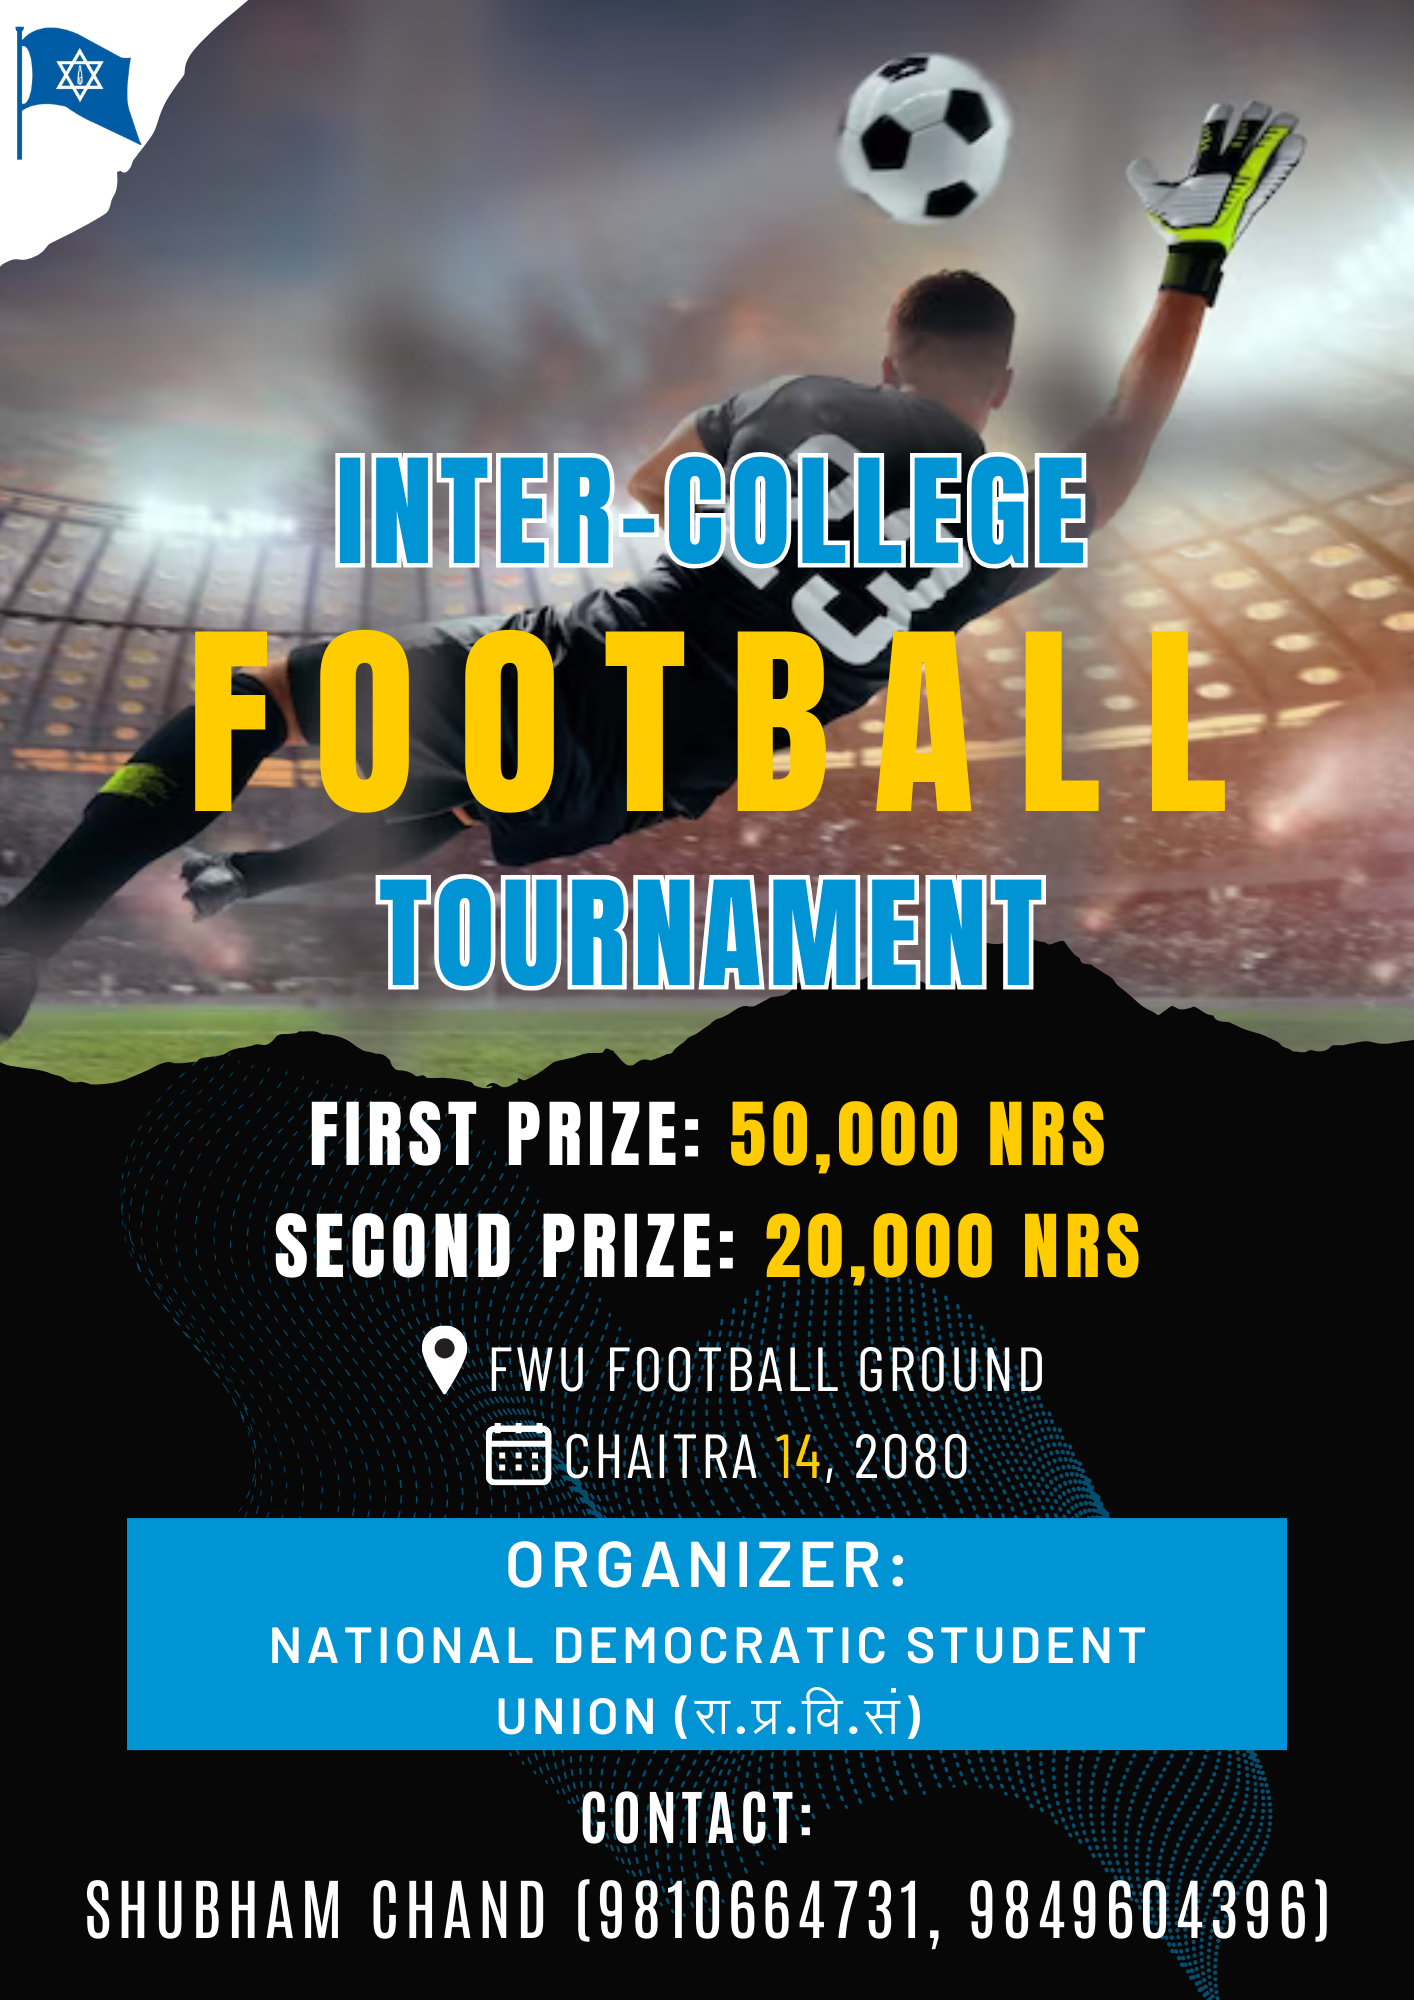 INTER-COLLEGE
FOOTBALL
TOURNAMENT
FIRST PRIZE: 50,000 NRS
SECOND PRIZE: 20,000 NRS
FWU FOOTBALL GROUND
CHAITRA 14, 2080
ORGANIZER:
NATIONAL DEMOCRATIC STUDENT
UNION (रा.प्र.वि.सं)
CONTACT:
SHUBHAM CHAND (9810664731, 9849604396)